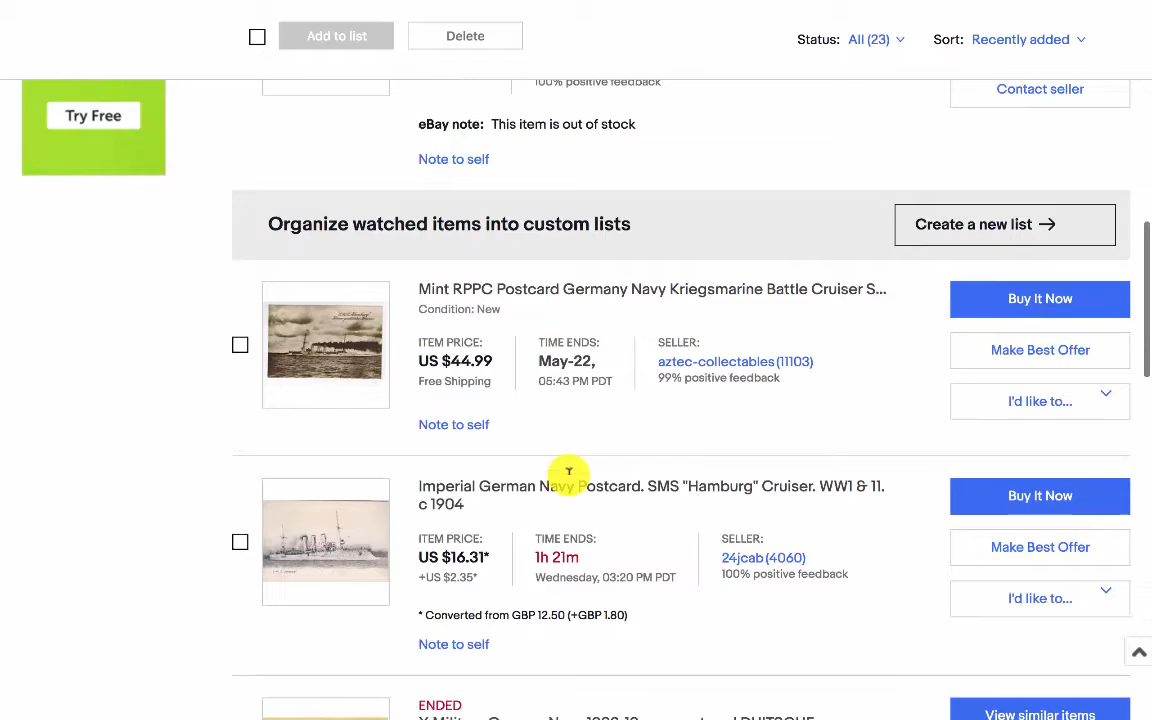 Add to list
Delete
Status: All (23)
Sort: Recently added
Try Free
100% positive feedback
Contact seller
eBay note: This item is out of stock
Note to self
Organize watched items into custom lists
Create a new list →
Mint RPPC Postcard Germany Navy Kriegsmarine Battle Cruiser S...
Condition: New
ITEM PRICE:
US $44.99
Free Shipping
TIME ENDS:
May-22,
05:43 PM PDT
SELLER:
aztec-collectables (11103)
99% positive feedback
Note to self
Buy It Now
Make Best Offer
I'd like to...
Imperial German Navy Postcard. SMS "Hamburg" Cruiser. WW1 & 11.
c 1904
ITEM PRICE:
US $16.31*
+US $2.35*
TIME ENDS:
1h 21m
Wednesday, 03:20 PM PDT
SELLER:
24jcab (4060)
100% positive feedback
* Converted from GBP 12.50 (+GBP 1.80)
Note to self
Buy It Now
Make Best Offer
I'd like to...
ENDED
View similar items